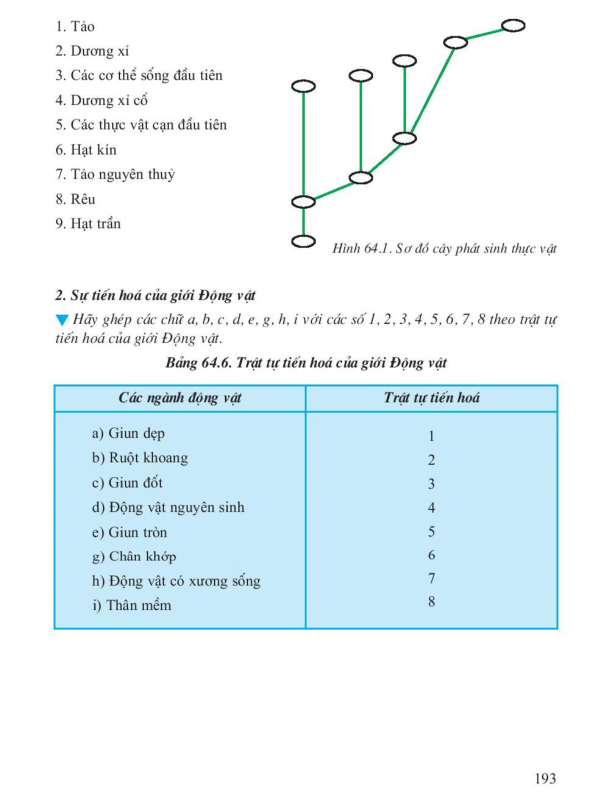 1. Tảo
2. Dương xỉ
3. Các cơ thể sống đầu tiên
4. Dương xỉ cổ
5. Các thực vật cạn đầu tiên
6. Hạt kín
7. Tảo nguyên thuỷ
8. Rêu
9. Hạt trần
Hình 64.1. Sơ đồ cây phát sinh thực vật
2. Sự tiến hoá của giới Động vật
▼ Hãy ghép các chữ a, b, c, d, e, g, h, i với các số 1, 2, 3, 4, 5, 6, 7, 8 theo trật tự
tiến hoá của giới Động vật.
Bảng 64.6. Trật tự tiến hoá của giới Động vật
Các ngành động vật Trật tự tiến hoá
a) Giun dẹp 1
b) Ruột khoang 2
c) Giun đốt 3
d) Động vật nguyên sinh 4
e) Giun tròn 5
g) Chân khớp 6
h) Động vật có xương sống 7
i) Thân mềm 8
193